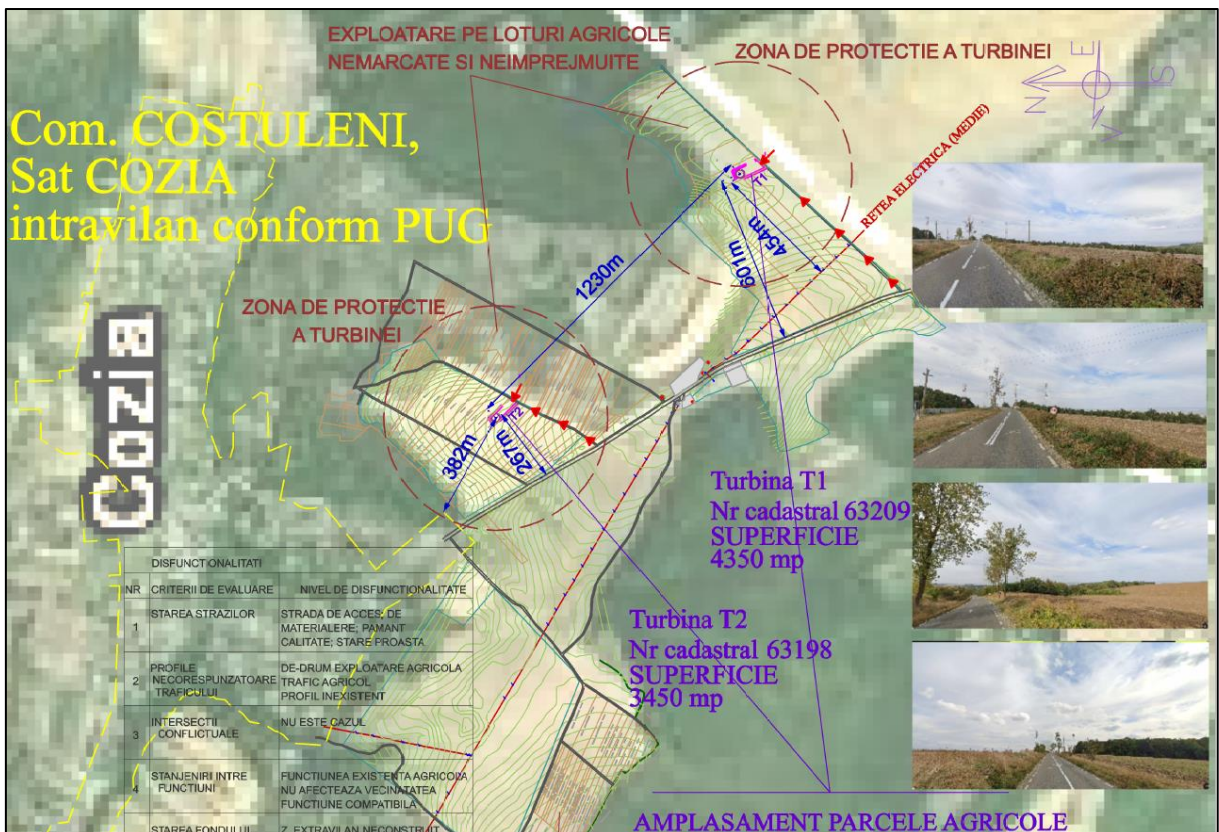 EXPLOATARE PE LOTURI AGRICOLE
NEMARCATE SI NEIMPREJMUITE
ZONA DE PROTECTIE A TURBINEI
N
E
S
V
Com. COSTULENI,
Sat COZIA
intravilan conform PUG
RETEA ELECTRICA (MEDIE)
T1
454m
601m
1230m
ZONA DE PROTECTIE
A TURBINEI
Cozia
T2
267m
382m
Turbina T1
Nr cadastral 63209
SUPERFICIE
4350 mp
Turbina T2
Nr cadastral 63198
SUPERFICIE
3450 mp
DISFUNCTIONALITATI
NR CRITERII DE EVALUARE NIVEL DE DISFUNCTIONALITATE
1 STAREA STRAZILOR STRADA DE ACCES; DE
MATERIALERE; PAMANT
CALITATE; STARE PROASTA
2 PROFILE
NECORESPUNZATOARE
TRAFICULUI
DE-DRUM EXPLOATARE AGRICOLA
TRAFIC AGRICOL
PROFIL INEXISTENT
3 INTERSECTII
CONFLICTUALE
NU ESTE CAZUL
4 STANJENIRI INTRE
FUNCTIUNI
FUNCTIUNEA EXISTENTA AGRICOLA
NU AFECTEAZA VECINATATEA
FUNCTIUNE COMPATIBILA
STAREA FONDULUI Z. EXTRAVILAN NECONSTRUIT
AMPLASAMENT PARCELE AGRICOLE